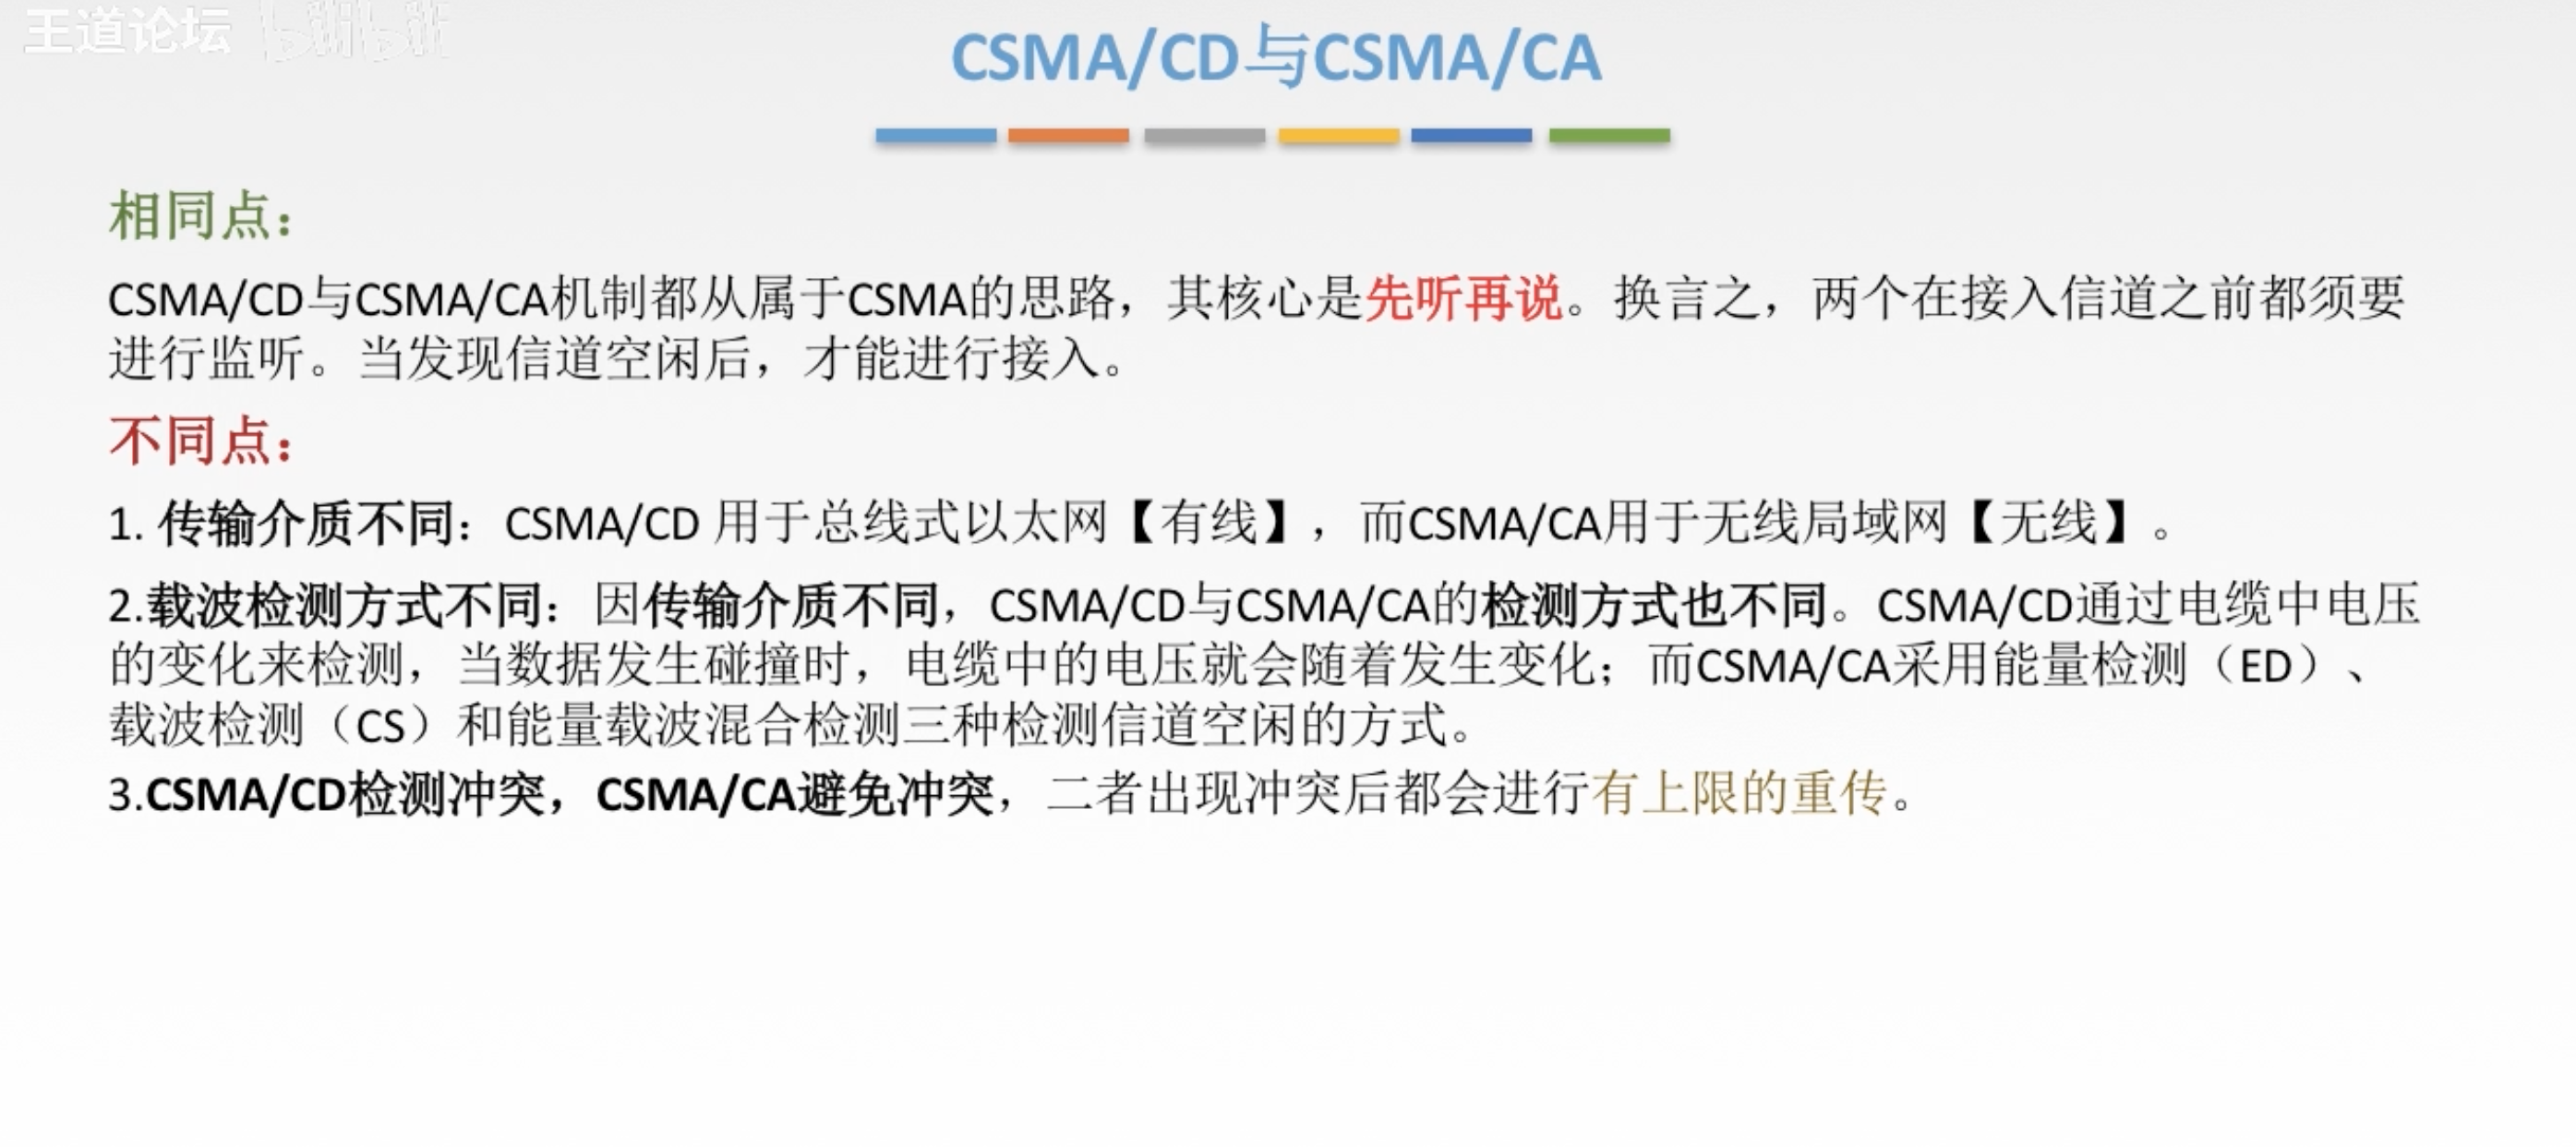 王道论坛 bilibili
CSMA/CD与CSMA/CA
相同点：
CSMA/CD与CSMA/CA机制都从属于CSMA的思路，其核心是先听再说。换言之，两个在接入信道之前都须要
进行监听。当发现信道空闲后，才能进行接入。
不同点：
1. 传输介质不同：CSMA/CD 用于总线式以太网【有线】，而CSMA/CA用于无线局域网【无线】。
2.载波检测方式不同：因传输介质不同，CSMA/CD与CSMA/CA的检测方式也不同。CSMA/CD通过电缆中电压
的变化来检测，当数据发生碰撞时，电缆中的电压就会随着发生变化；而CSMA/CA采用能量检测（ED）、
载波检测（CS）和能量载波混合检测三种检测信道空闲的方式。
3.CSMA/CD检测冲突，CSMA/CA避免冲突，二者出现冲突后都会进行有上限的重传。